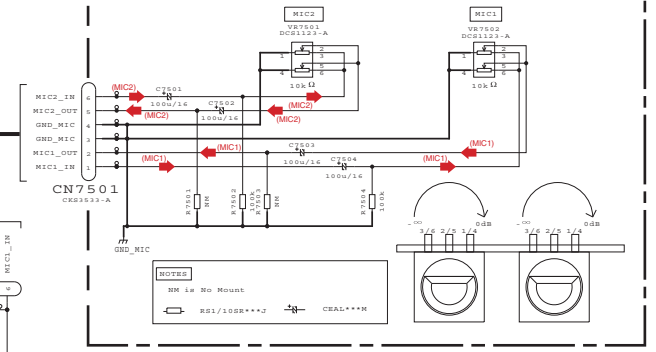 MIC2
VR7501
DCS1123-A
1 2
3
5
4 6
10kΩ
MIC1
VR7502
DCS1123-A
1 2
3
5
4 6
10kΩ
MIC2_IN 6
MIC2_OUT 5
GND_MIC 4
GND_MIC 3
MIC1_OUT 2
MIC1_IN 1
CN7501
CKS3533-A
(MIC2)
C7501
100u/16
(MIC2)
(MIC2)
C7502
100u/16
(MIC2)
(MIC1)
(MIC1)
C7503
100u/16
(MIC1)
C7504
100u/16
(MIC1)
R7501
NM
R7502
100k
R7503
NM
R7504
100k
GND_MIC
NOTES
NM is No Mount
RS1/10SR***J
CEAL***M
-∞ 0dB
3/6 2/5 1/4
-∞ 0dB
3/6 2/5 1/4
MIC1_IN